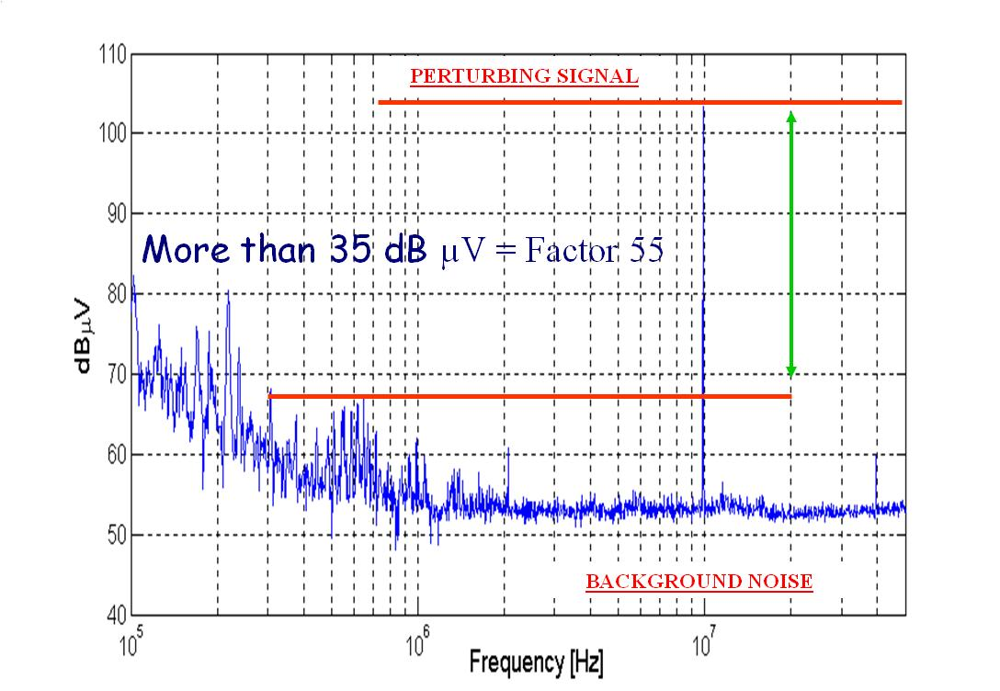 110
PERTURBING SIGNAL
100
90
More than 35 dB µV = Factor 55
80
dBµV
70
60
50
BACKGROUND NOISE
40
10^5
10^6
10^7
Frequency [Hz]